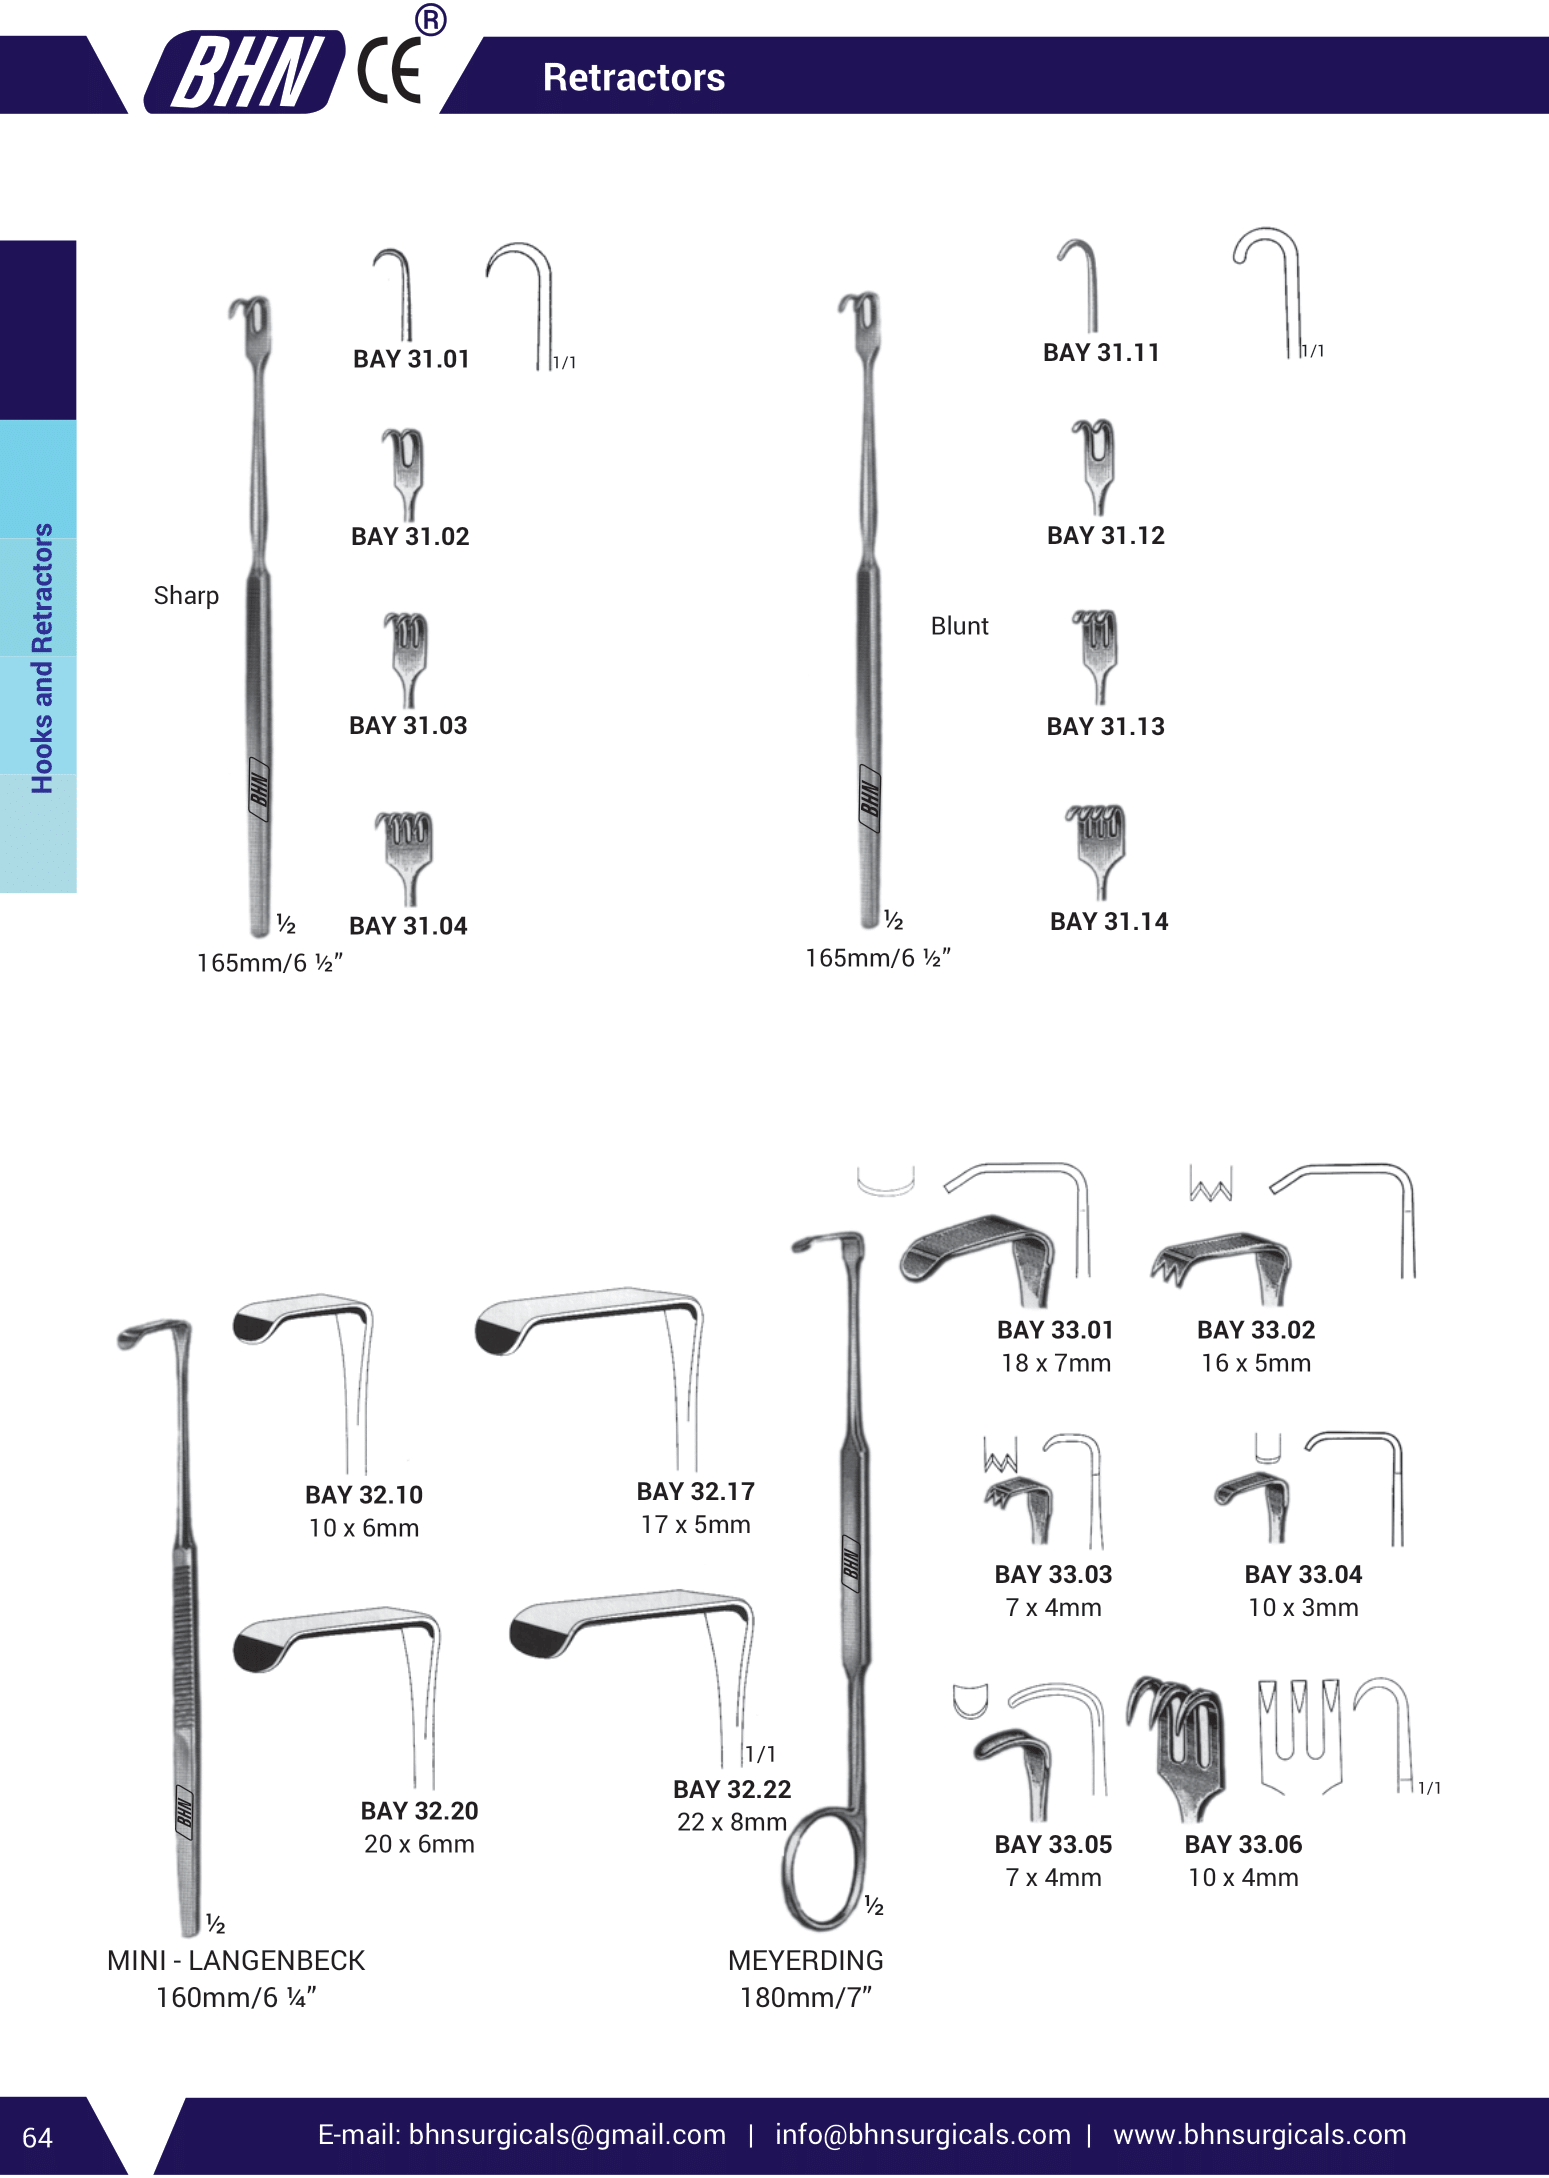 BHN CE ®
Retractors
Hooks and Retractors
BAY 31.01
1/1
BAY 31.02
Sharp
BAY 31.03
BHN
½
BAY 31.04
165mm/6 ½”
BAY 31.11
1/1
BAY 31.12
Blunt
BAY 31.13
BHN
½
BAY 31.14
165mm/6 ½”
BAY 32.10
10 x 6mm
BAY 32.17
17 x 5mm
BAY 32.20
20 x 6mm
1/1
BAY 32.22
22 x 8mm
BHN
½
MINI - LANGENBECK
160mm/6 ¼”
BAY 33.01
18 x 7mm
BAY 33.02
16 x 5mm
BAY 33.03
7 x 4mm
BAY 33.04
10 x 3mm
1/1
BAY 33.05
7 x 4mm
BAY 33.06
10 x 4mm
BHN
½
MEYERDING
180mm/7”
64
E-mail: bhnsurgicals@gmail.com | info@bhnsurgicals.com | www.bhnsurgicals.com